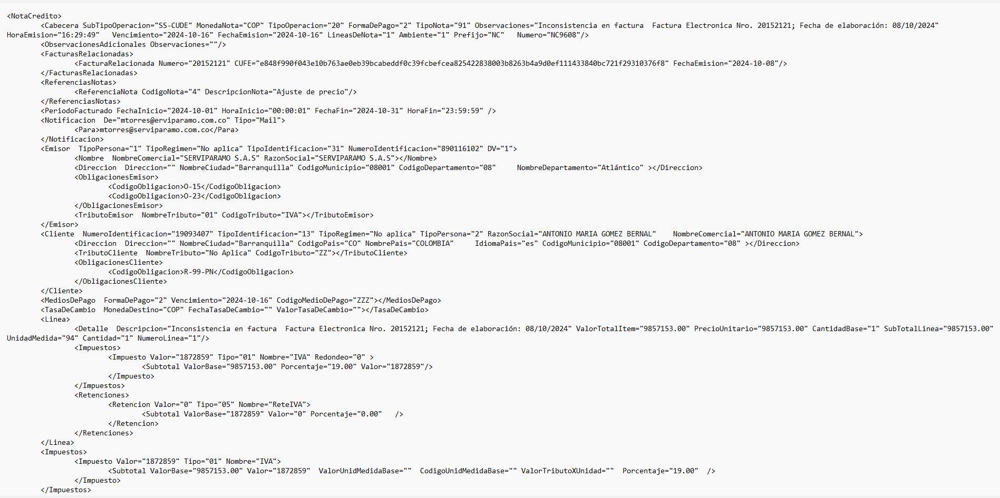 <NotaCredito>
<Cabecera SubTipoOperacion="SS-CUDE" MonedaNota="COP" TipoOperacion="20" FormaDePago="2" TipoNota="91" Observaciones="Inconsistencia en factura  Factura Electronica Nro. 20152121; Fecha de elaboración: 08/10/2024"
HoraEmision="16:29:49"   Vencimiento="2024-10-16" FechaEmision="2024-10-16" LineasDeNota="1" Ambiente="1" Prefijo="NC"   Numero="NC9608"/>
<ObservacionesAdicionales Observaciones=""/>
<FacturasRelacionadas>
<FacturaRelacionada Numero="20152121" CUFE="e848f990f043e10b763ae0eb39bcabeddf0c39fcbefcea825422838003b8263b4a9d0ef111433840bc721f29310376f8" FechaEmision="2024-10-08"/>
</FacturasRelacionadas>
<ReferenciasNotas>
<ReferenciaNota CodigoNota="4" DescripcionNota="Ajuste de precio"/>
</ReferenciasNotas>
<PeriodoFacturado FechaInicio="2024-10-01" HoraInicio="00:00:01" FechaFin="2024-10-31" HoraFin="23:59:59" />
<Notificacion  De="mtorres@erviparamo.com.co" Tipo="Mail">
<Para>mtorres@serviparamo.com.co</Para>
</Notificacion>
<Emisor  TipoPersona="1" TipoRegimen="No aplica" TipoIdentificacion="31" NumeroIdentificacion="890116102" DV="1">
<Nombre  NombreComercial="SERVIPARAMO S.A.S" RazonSocial="SERVIPARAMO S.A.S"></Nombre>
<Direccion  Direccion="" NombreCiudad="Barranquilla" CodigoMunicipio="08001" CodigoDepartamento="08"     NombreDepartamento="Atlántico" ></Direccion>
<ObligacionesEmisor>
<CodigoObligacion>O-15</CodigoObligacion>
<CodigoObligacion>O-23</CodigoObligacion>
</ObligacionesEmisor>
<TributoEmisor  NombreTributo="01" CodigoTributo="IVA"></TributoEmisor>
</Emisor>
<Cliente  NumeroIdentificacion="19093407" TipoIdentificacion="13" TipoRegimen="No aplica" TipoPersona="2" RazonSocial="ANTONIO MARIA GOMEZ BERNAL"    NombreComercial="ANTONIO MARIA GOMEZ BERNAL">
<Direccion  Direccion="" NombreCiudad="Barranquilla" CodigoPais="CO" NombrePais="COLOMBIA"     IdiomaPais="es" CodigoMunicipio="08001" CodigoDepartamento="08" ></Direccion>
<TributoCliente  NombreTributo="No Aplica" CodigoTributo="ZZ"></TributoCliente>
<ObligacionesCliente>
<CodigoObligacion>R-99-PN</CodigoObligacion>
</ObligacionesCliente>
</Cliente>
<MediosDePago  FormaDePago="2" Vencimiento="2024-10-16" CodigoMedioDePago="ZZZ"></MediosDePago>
<TasaDeCambio  MonedaDestino="COP" FechaTasaDeCambio="" ValorTasaDeCambio=""></TasaDeCambio>
<Linea>
<Detalle  Descripcion="Inconsistencia en factura  Factura Electronica Nro. 20152121; Fecha de elaboración: 08/10/2024" ValorTotalItem="9857153.00" PrecioUnitario="9857153.00" CantidadBase="1" SubTotalLinea="9857153.00"
UnidadMedida="94" Cantidad="1" NumeroLinea="1"/>
<Impuestos>
<Impuesto Valor="1872859" Tipo="01" Nombre="IVA" Redondeo="0" >
<Subtotal ValorBase="9857153.00" Porcentaje="19.00" Valor="1872859"/>
</Impuesto>
</Impuestos>
<Retenciones>
<Retencion Valor="0" Tipo="05" Nombre="ReteIVA">
<Subtotal ValorBase="1872859" Valor="0" Porcentaje="0.00"   />
</Retencion>
</Retenciones>
</Linea>
<Impuestos>
<Impuesto Valor="1872859" Tipo="01" Nombre="IVA">
<Subtotal ValorBase="9857153.00" Valor="1872859"  ValorUnidMedidaBase=""  CodigoUnidMedidaBase="" ValorTributoXUnidad=""  Porcentaje="19.00"  />
</Impuesto>
</Impuestos>